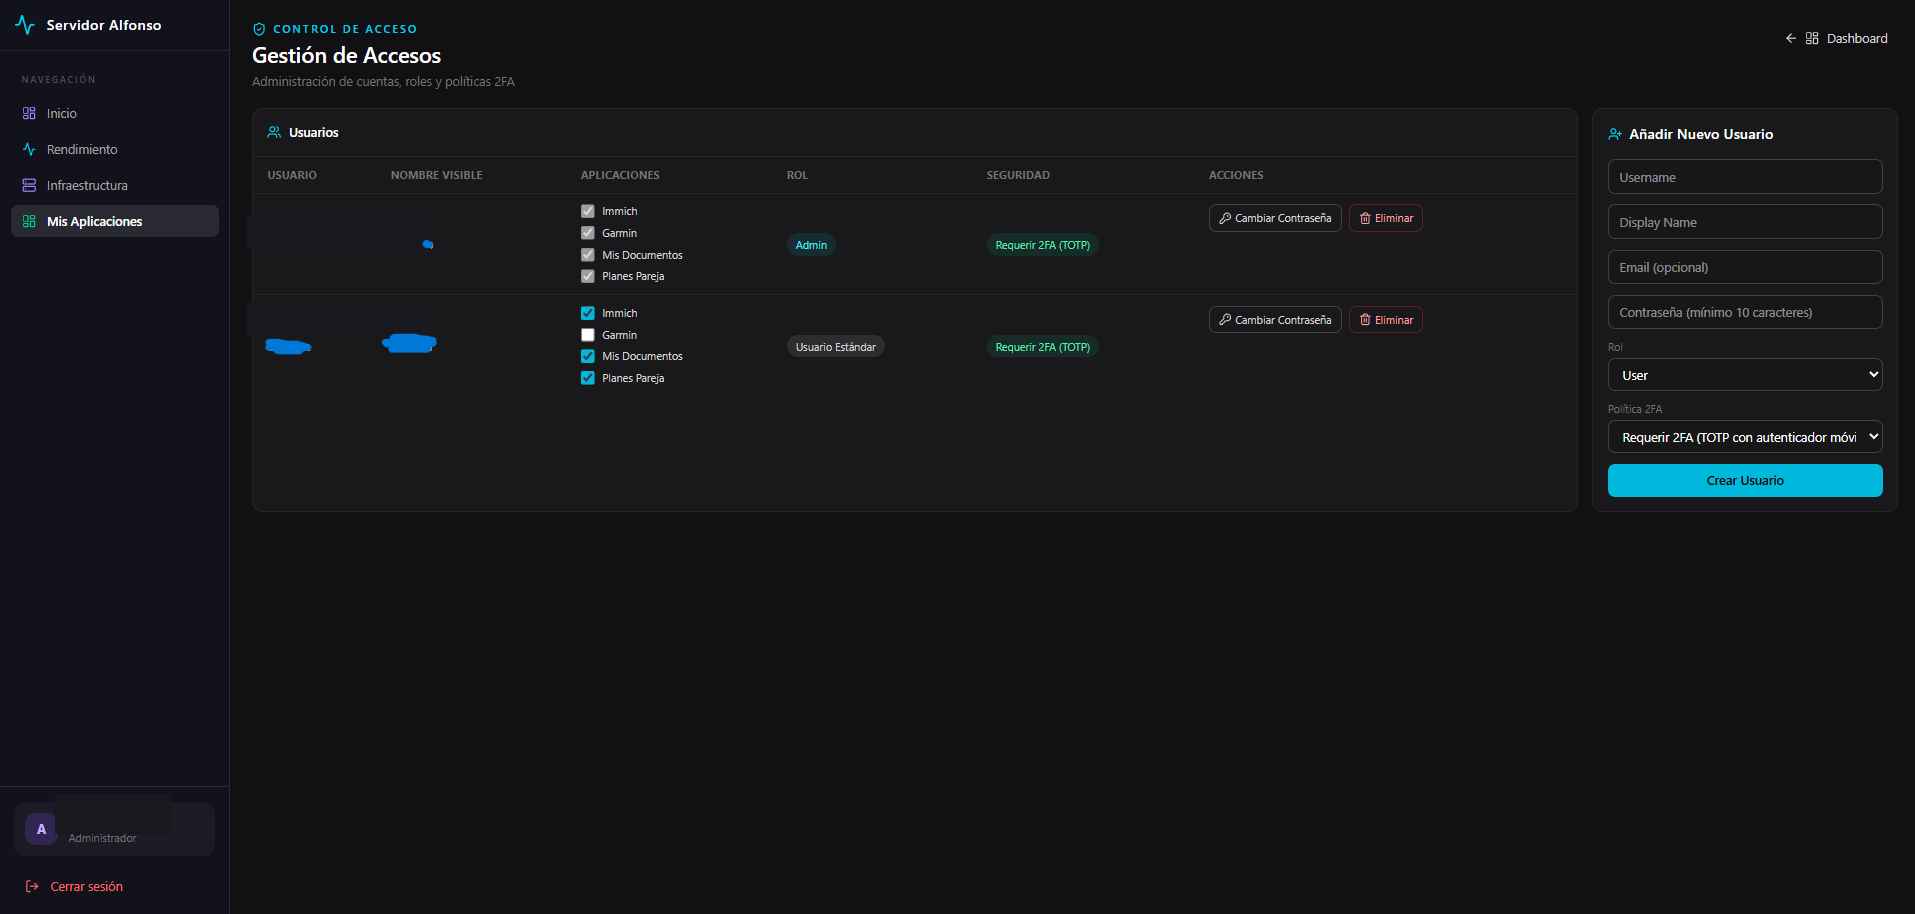 Servidor Alfonso
NAVEGACIÓN
Inicio
Rendimiento
Infraestructura
Mis Aplicaciones
A
Administrador
Cerrar sesión
CONTROL DE ACCESO
Gestión de Accesos
Administración de cuentas, roles y políticas 2FA
Dashboard
Usuarios
USUARIO NOMBRE VISIBLE APLICACIONES ROL SEGURIDAD ACCIONES
Immich
Garmin
Mis Documentos
Planes Pareja
Admin
Requerir 2FA (TOTP)
Cambiar Contraseña
Eliminar
Immich
Garmin
Mis Documentos
Planes Pareja
Usuario Estándar
Requerir 2FA (TOTP)
Cambiar Contraseña
Eliminar
Añadir Nuevo Usuario
Username
Display Name
Email (opcional)
Contraseña (mínimo 10 caracteres)
Rol
User
Política 2FA
Requerir 2FA (TOTP con autenticador móvi
Crear Usuario